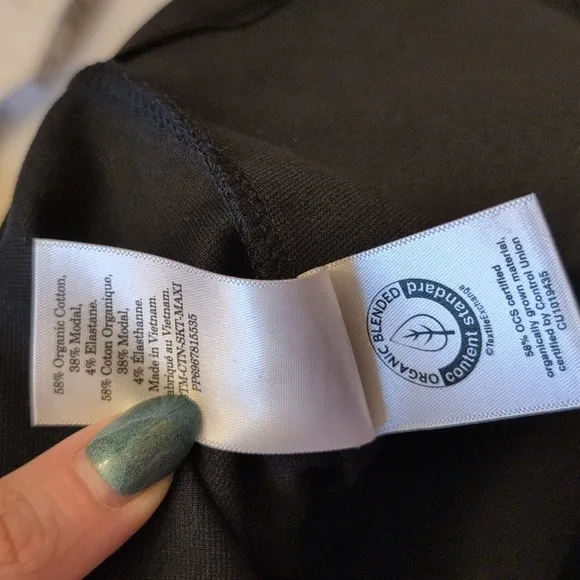 58% Organic Cotton,
38% Modal,
4% Elastane.
58% Coton Organique,
38% Modal,
4% Elasthanne.
Made in Vietnam.
abriqué au Vietnam.
TM-CTN-SKT-MAXI
PP6967815535
ORGANIC BLENDED
content standard
©TextileExchange
58% OCS certified
organically grown material,
certified by Control Union
CU1019435